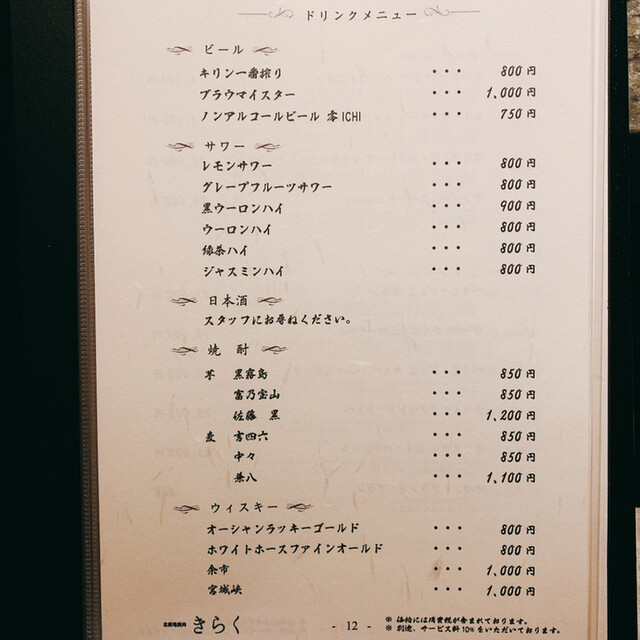 ドリンクメニュー
ビール
キリン一番搾り ・・・ 800円
ブラウマイスター ・・・ 1,000円
ノンアルコールビール 零ICHI ・・・ 750円
サワー
レモンサワー ・・・ 800円
グレープフルーツサワー ・・・ 800円
黒ウーロンハイ ・・・ 900円
ウーロンハイ ・・・ 800円
緑茶ハイ ・・・ 800円
ジャスミンハイ ・・・ 800円
日本酒
スタッフにお尋ねください。
焼 酎
芋 黒霧島 ・・・ 850円
富乃宝山 ・・・ 850円
佐藤 黒 ・・・ 1,200円
麦 吉四六 ・・・ 850円
中々 ・・・ 850円
兼八 ・・・ 1,100円
ウィスキー
オーシャンラッキーゴールド ・・・ 800円
ホワイトホースファインオールド ・・・ 800円
余市 ・・・ 1,000円
宮城峡 ・・・ 1,000円
きらく - 12 -
※ 価格には消費税が含まれております。
※ 別途、サービス料10%をいただいております。